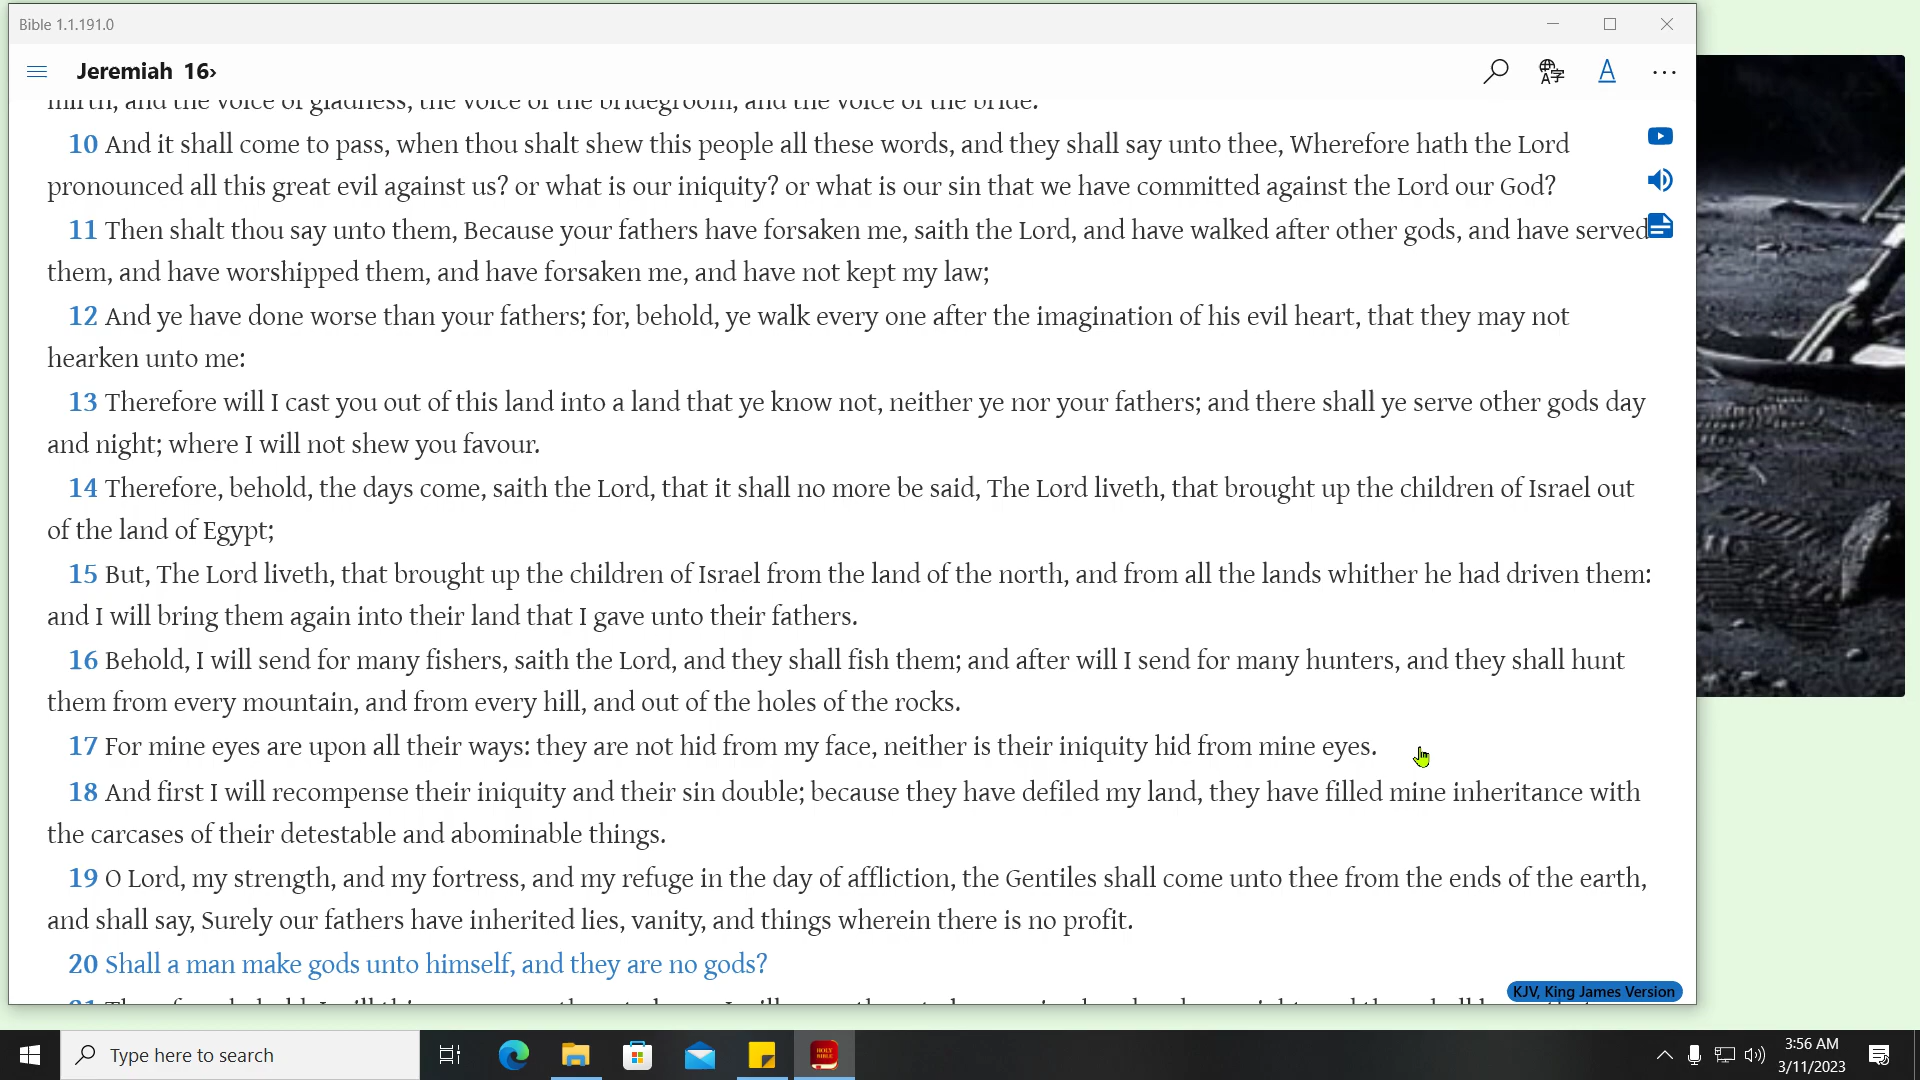 Bible 1.1.191.0
Jeremiah 16›
mirth, and the voice of gladness, the voice of the bridegroom, and the voice of the bride.
10 And it shall come to pass, when thou shalt shew this people all these words, and they shall say unto thee, Wherefore hath the Lord
pronounced all this great evil against us? or what is our iniquity? or what is our sin that we have committed against the Lord our God?
11 Then shalt thou say unto them, Because your fathers have forsaken me, saith the Lord, and have walked after other gods, and have served
them, and have worshipped them, and have forsaken me, and have not kept my law;
12 And ye have done worse than your fathers; for, behold, ye walk every one after the imagination of his evil heart, that they may not
hearken unto me:
13 Therefore will I cast you out of this land into a land that ye know not, neither ye nor your fathers; and there shall ye serve other gods day
and night; where I will not shew you favour.
14 Therefore, behold, the days come, saith the Lord, that it shall no more be said, The Lord liveth, that brought up the children of Israel out
of the land of Egypt;
15 But, The Lord liveth, that brought up the children of Israel from the land of the north, and from all the lands whither he had driven them:
and I will bring them again into their land that I gave unto their fathers.
16 Behold, I will send for many fishers, saith the Lord, and they shall fish them; and after will I send for many hunters, and they shall hunt
them from every mountain, and from every hill, and out of the holes of the rocks.
17 For mine eyes are upon all their ways: they are not hid from my face, neither is their iniquity hid from mine eyes.
18 And first I will recompense their iniquity and their sin double; because they have defiled my land, they have filled mine inheritance with
the carcases of their detestable and abominable things.
19 O Lord, my strength, and my fortress, and my refuge in the day of affliction, the Gentiles shall come unto thee from the ends of the earth,
and shall say, Surely our fathers have inherited lies, vanity, and things wherein there is no profit.
20 Shall a man make gods unto himself, and they are no gods?
KJV, King James Version
Type here to search
HOLY BIBLE
3:56 AM
3/11/2023